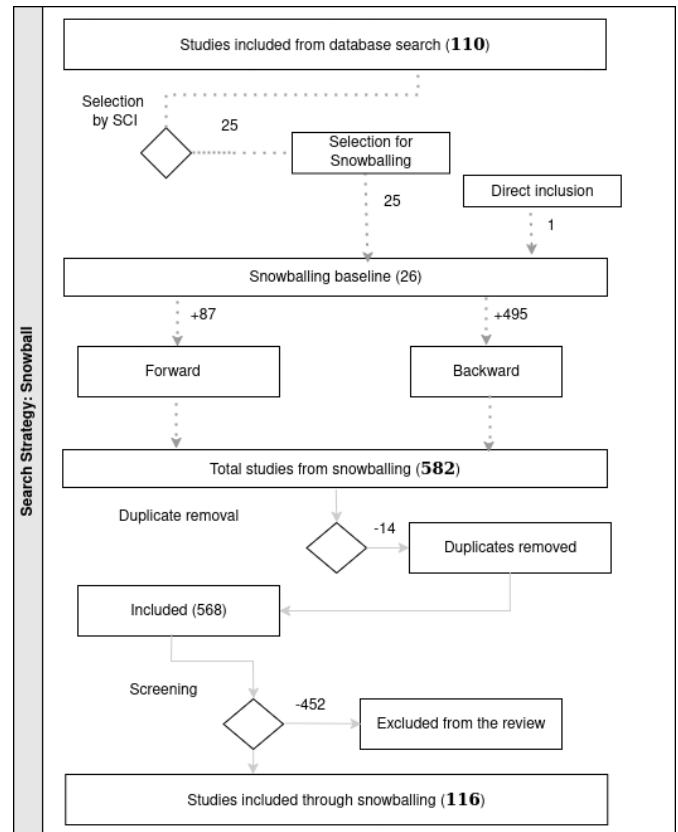 Search Strategy: Snowball
Studies included from database search (110)
Selection
by SCI
25
Selection for
Snowballing
Direct inclusion
25
1
Snowballing baseline (26)
+87
+495
Forward
Backward
Total studies from snowballing (582)
Duplicate removal
-14
Duplicates removed
Included (568)
Screening
-452
Excluded from the review
Studies included through snowballing (116)